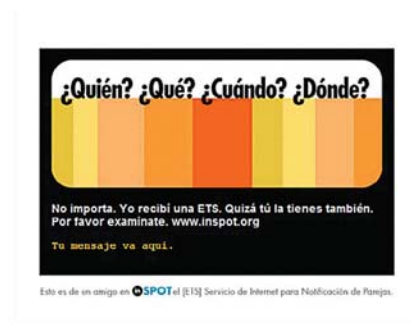 ¿Quién? ¿Qué? ¿Cuándo? ¿Dónde?
No importa. Yo recibí una ETS. Quizá tú la tienes también.
Por favor examinate. www.inspot.org
Tu mensaje va aquí.
Esto es de un amigo en inSPOT el [ETS] Servicio de Internet para Notificación de Parejas.